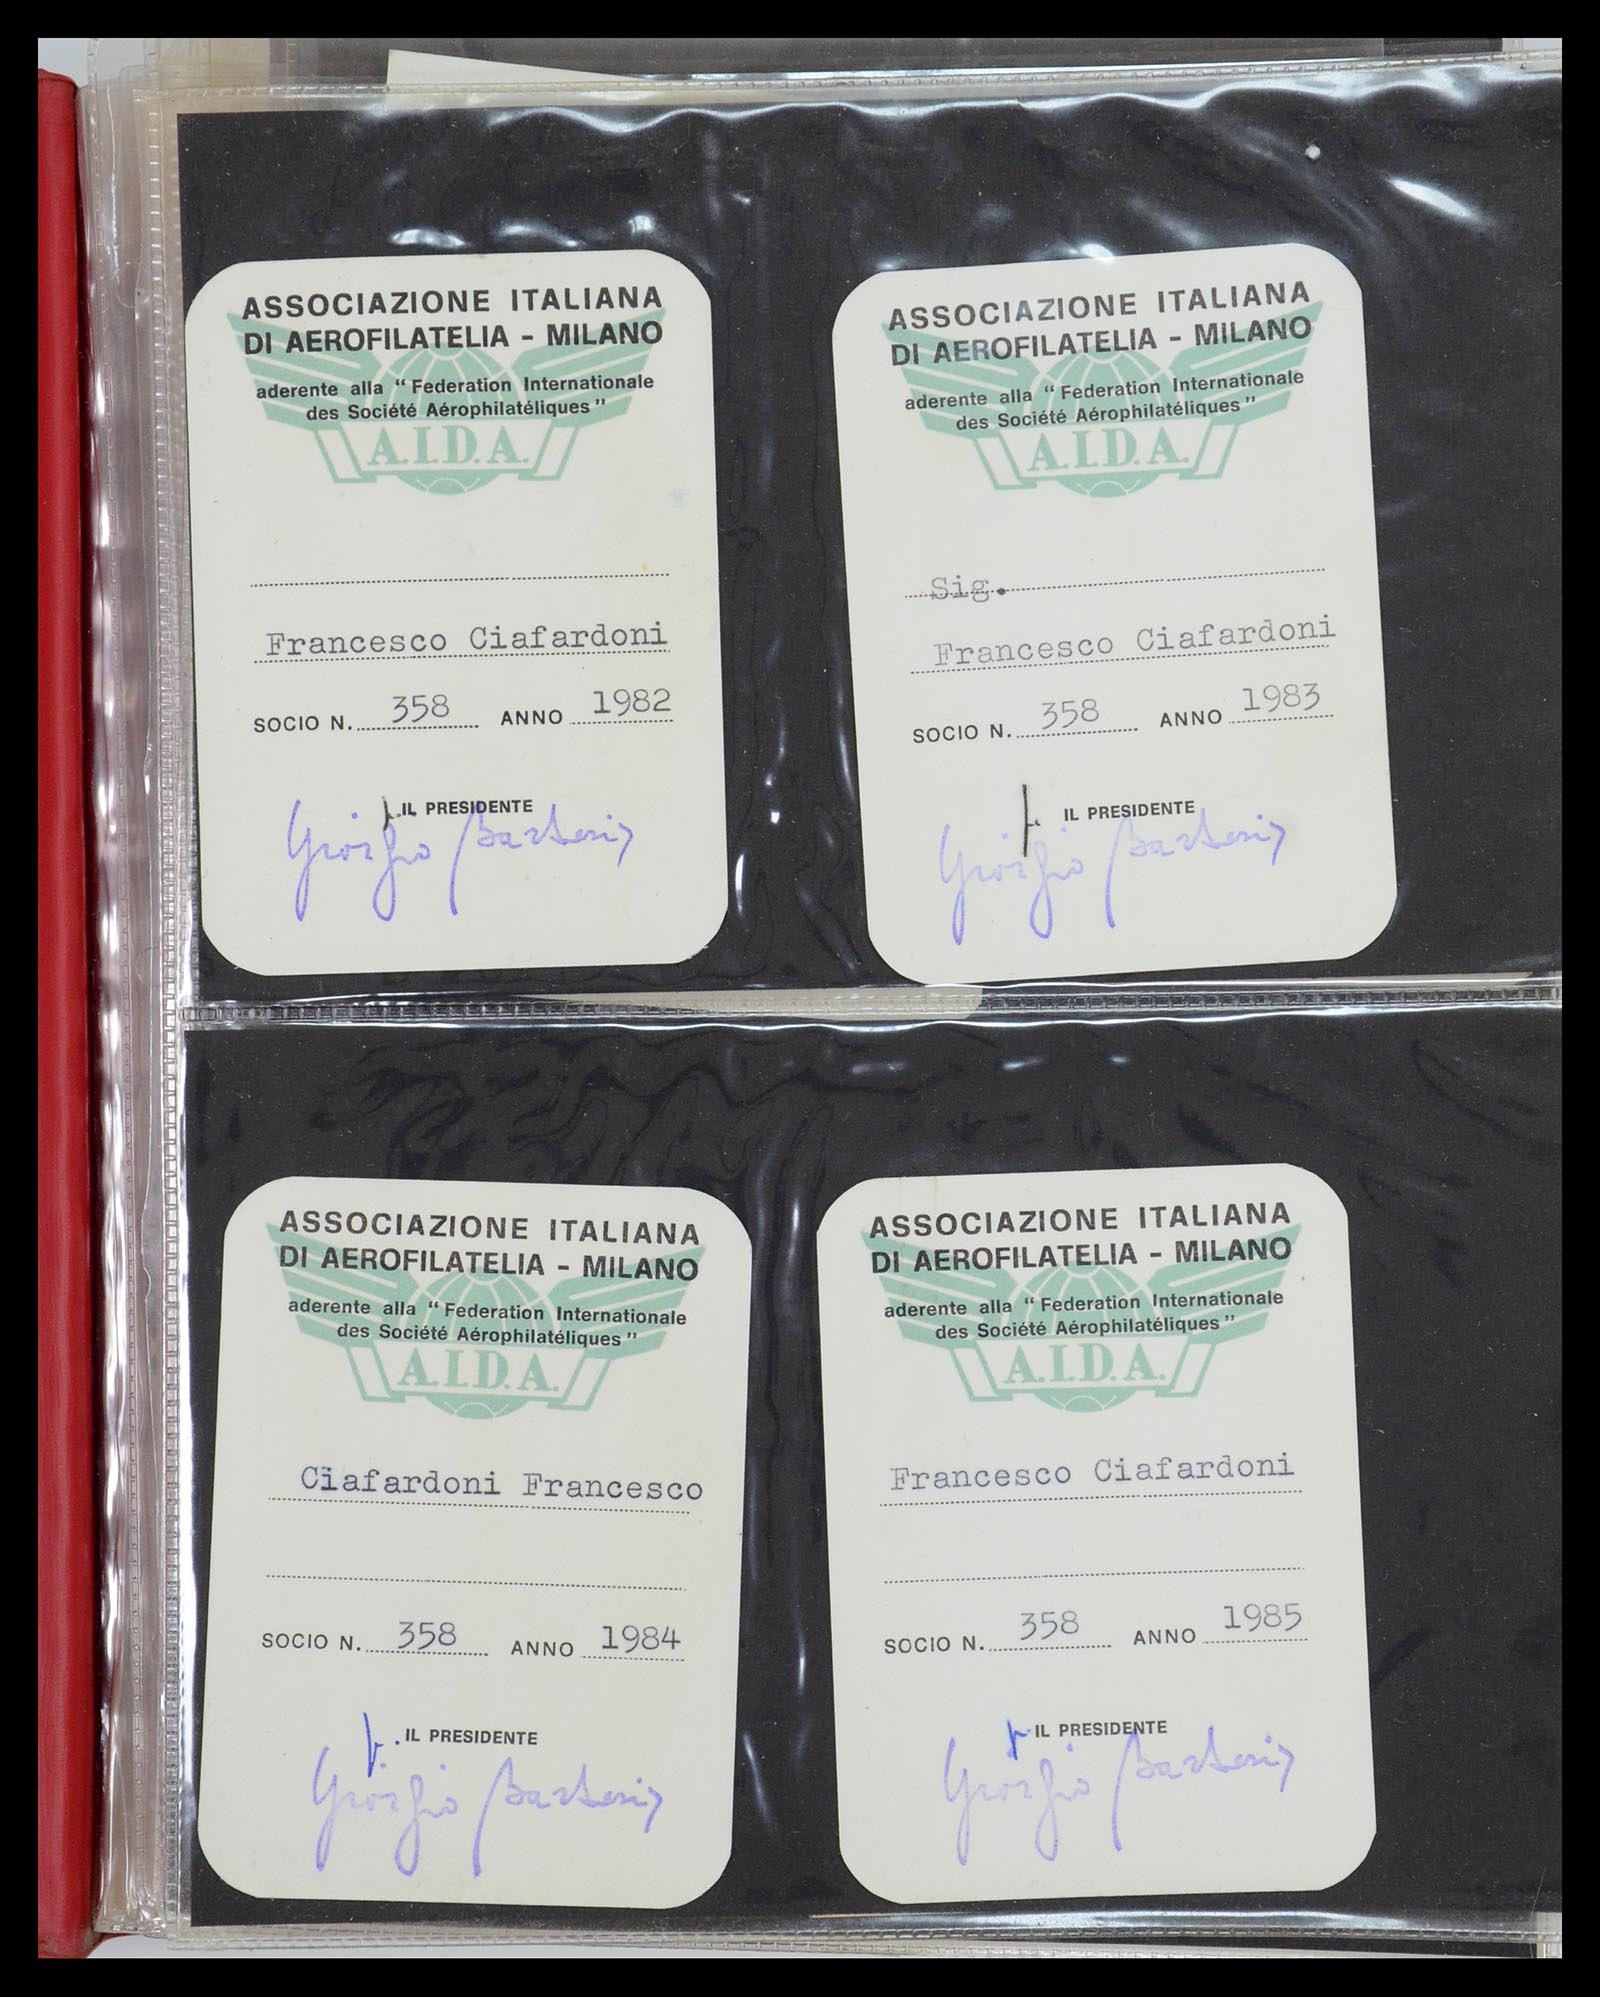 ASSOCIAZIONE ITALIANA
DI AEROFILATELIA - MILANO
aderente alla "Federation Internationale
des Société Aérophilatéliques"
A.I.D.A.
Francesco Ciafardoni
SOCIO N. 358 ANNO 1982
IL PRESIDENTE
ASSOCIAZIONE ITALIANA
DI AEROFILATELIA - MILANO
aderente alla "Federation Internationale
des Société Aérophilatéliques"
A.I.D.A.
Sig.
Francesco Ciafardoni
SOCIO N. 358 ANNO 1983
IL PRESIDENTE
ASSOCIAZIONE ITALIANA
DI AEROFILATELIA - MILANO
aderente alla "Federation Internationale
des Société Aérophilatéliques"
A.I.D.A.
Ciafardoni Francesco
SOCIO N. 358 ANNO 1984
IL PRESIDENTE
ASSOCIAZIONE ITALIANA
DI AEROFILATELIA - MILANO
aderente alla "Federation Internationale
des Société Aérophilatéliques"
A.I.D.A.
Francesco Ciafardoni
SOCIO N. 358 ANNO 1985
IL PRESIDENTE